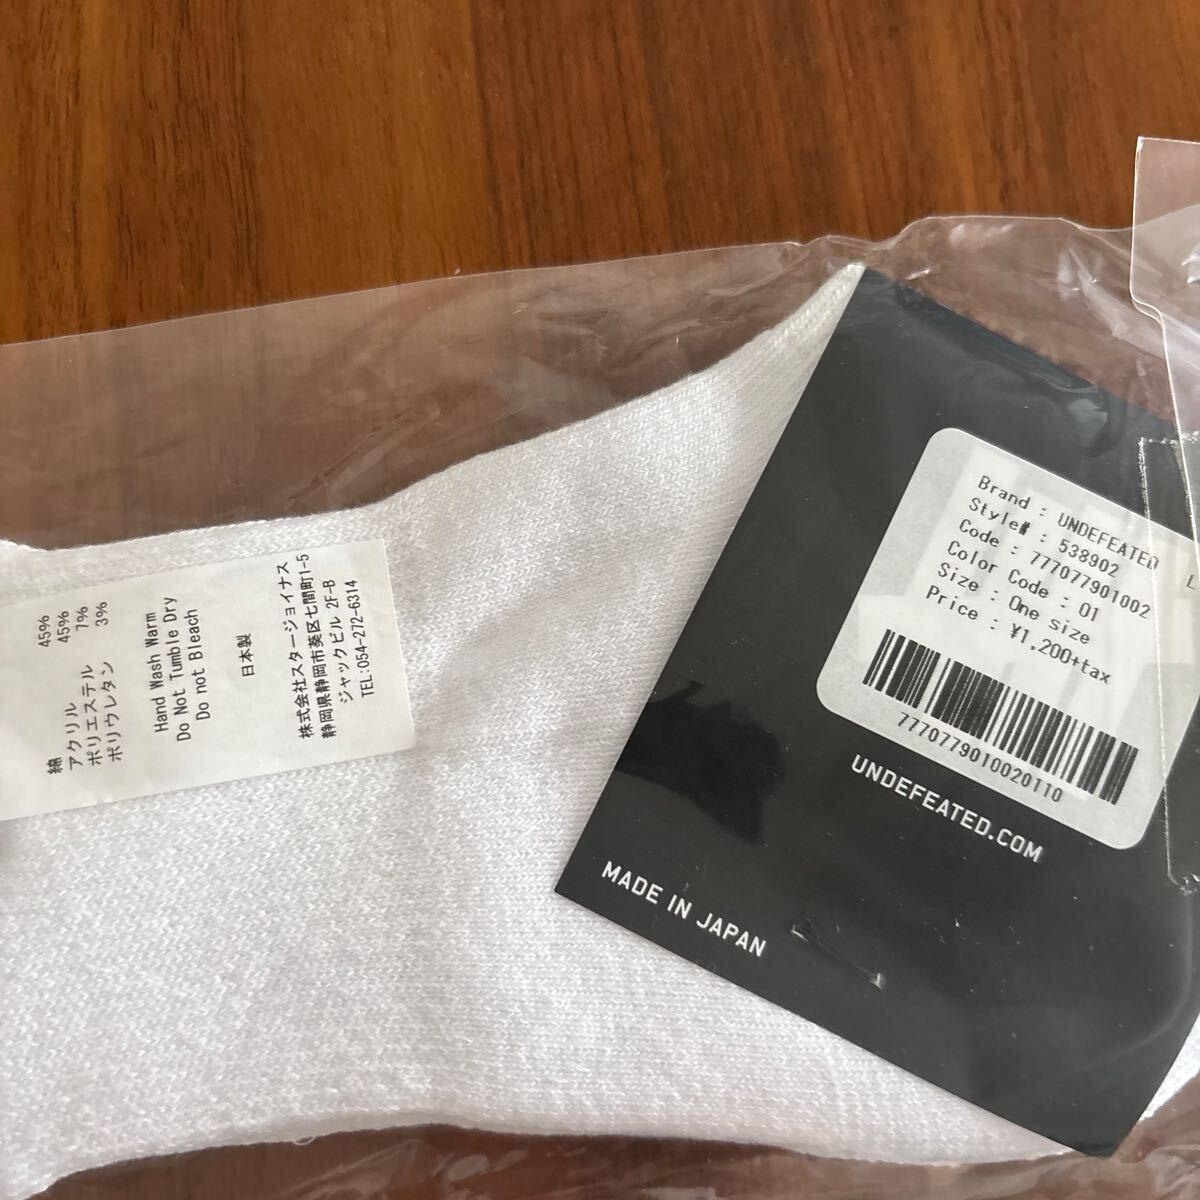 綿 45%
アクリル 45%
ポリエステル 7%
ポリウレタン 3%
Hand Wash Warm
Do Not Tumble Dry
Do not Bleach
日本製
株式会社スタージョイナス
静岡県静岡市葵区七間町1-5
ジャックビル 2F-B
TEL:054-272-6314
Brand : UNDEFEATED
Style# : 538902
Code : 777077901002
Color Code : 01
Size : One size
Price : ¥1,200+tax
7770779010020110
UNDEFEATED.COM
MADE IN JAPAN